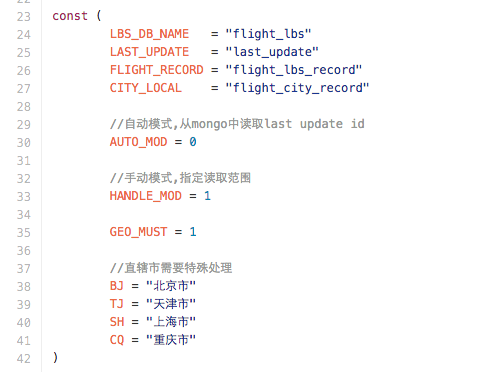 23 const (
24 LBS_DB_NAME = "flight_lbs"
25 LAST_UPDATE = "last_update"
26 FLIGHT_RECORD = "flight_lbs_record"
27 CITY_LOCAL = "flight_city_record"
28
29 //自动模式,从mongo中读取last update id
30 AUTO_MOD = 0
31
32 //手动模式,指定读取范围
33 HANDLE_MOD = 1
34
35 GEO_MUST = 1
36
37 //直辖市需要特殊处理
38 BJ = "北京市"
39 TJ = "天津市"
40 SH = "上海市"
41 CQ = "重庆市"
42 )